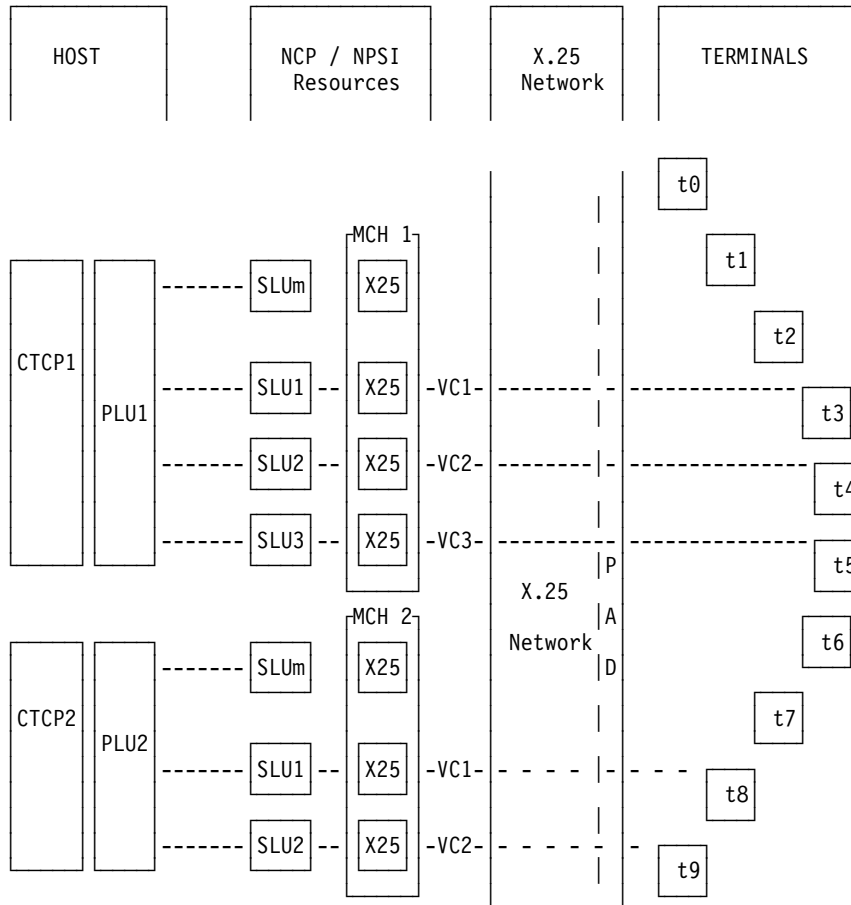 HOST NCP / NPSI X.25 TERMINALS
Resources Network
t0
MCH 1
t1
SLUm X25
t2
CTCP1
SLU1 X25 -VC1-
PLU1 t3
SLU2 X25 -VC2-
t4
SLU3 X25 -VC3-
P t5
X.25
MCH 2 A
Network t6
SLUm X25 D
CTCP2 t7
PLU2
SLU1 X25 -VC1-
t8
SLU2 X25 -VC2-
t9